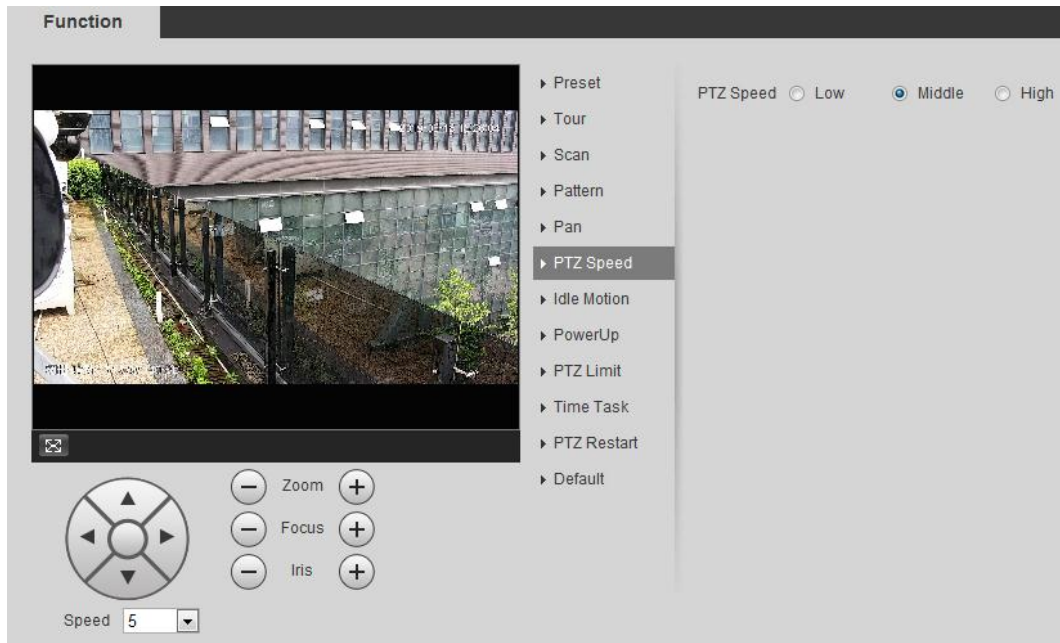 Function
Preset
Tour
Scan
Pattern
Pan
PTZ Speed
Idle Motion
PowerUp
PTZ Limit
Time Task
PTZ Restart
Default
PTZ Speed Low Middle High
Zoom
Focus
Iris
Speed 5